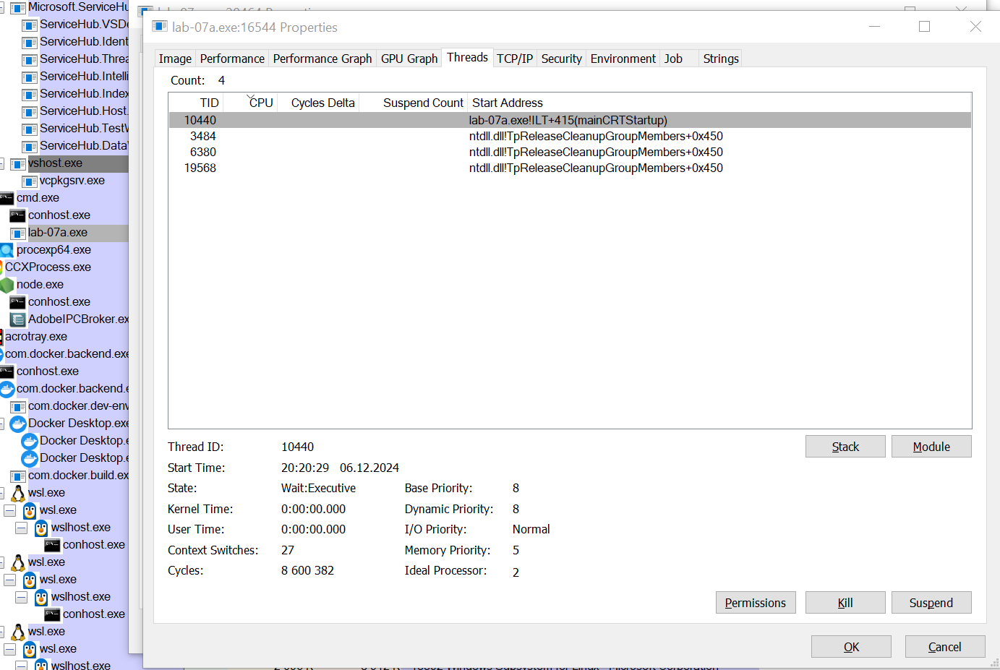 Microsoft.ServiceHu
ServiceHub.VSDe
ServiceHub.Ident
ServiceHub.Threa
ServiceHub.Intelli
ServiceHub.Index
ServiceHub.Host.
ServiceHub.TestW
ServiceHub.Data
vshost.exe
vcpkgsrv.exe
cmd.exe
conhost.exe
lab-07a.exe
procexp64.exe
CCXProcess.exe
node.exe
conhost.exe
AdobeIPCBroker.ex
acrotray.exe
com.docker.backend.exe
conhost.exe
com.docker.backend.e
com.docker.dev-env
Docker Desktop.exe
Docker Desktop.e
Docker Desktop.e
com.docker.build.ex
wsl.exe
wsl.exe
wslhost.exe
conhost.exe
wsl.exe
wsl.exe
wslhost.exe
conhost.exe
wsl.exe
wsl.exe
wslhost.exe
lab-07a.exe:16544 Properties
Image Performance Performance Graph GPU Graph Threads TCP/IP Security Environment Job Strings
Count: 4
TID CPU Cycles Delta Suspend Count Start Address
10440 lab-07a.exe!ILT+415(mainCRTStartup)
3484 ntdll.dll!TpReleaseCleanupGroupMembers+0x450
6380 ntdll.dll!TpReleaseCleanupGroupMembers+0x450
19568 ntdll.dll!TpReleaseCleanupGroupMembers+0x450
Thread ID: 10440
Stack Module
Start Time: 20:20:29 06.12.2024
State: Wait:Executive Base Priority: 8
Kernel Time: 0:00:00.000 Dynamic Priority: 8
User Time: 0:00:00.000 I/O Priority: Normal
Context Switches: 27 Memory Priority: 5
Cycles: 8 600 382 Ideal Processor: 2
Permissions Kill Suspend
OK Cancel